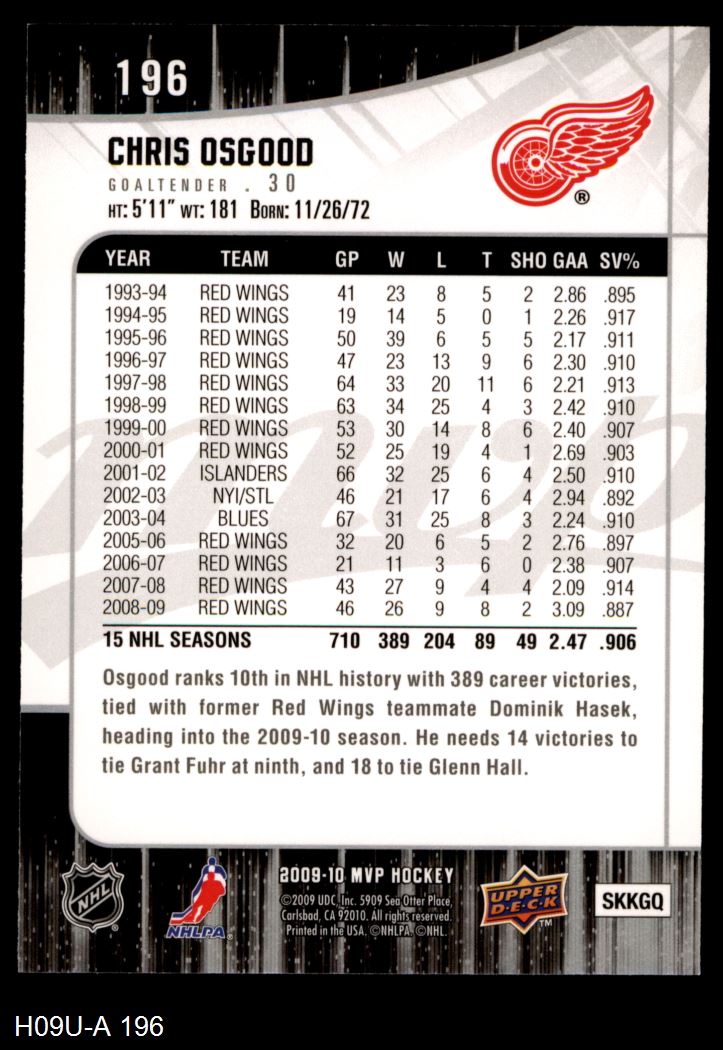 196
CHRIS OSGOOD
GOALTENDER . 30
HT: 5'11" WT: 181 BORN: 11/26/72
®
YEAR TEAM GP W L T SHO GAA SV%
1993-94 RED WINGS 41 23 8 5 2 2.86 .895
1994-95 RED WINGS 19 14 5 0 1 2.26 .917
1995-96 RED WINGS 50 39 6 5 5 2.17 .911
1996-97 RED WINGS 47 23 13 9 6 2.30 .910
1997-98 RED WINGS 64 33 20 11 6 2.21 .913
1998-99 RED WINGS 63 34 25 4 3 2.42 .910
1999-00 RED WINGS 53 30 14 8 6 2.40 .907
2000-01 RED WINGS 52 25 19 4 1 2.69 .903
2001-02 ISLANDERS 66 32 25 6 4 2.50 .910
2002-03 NYI/STL 46 21 17 6 4 2.94 .892
2003-04 BLUES 67 31 25 8 3 2.24 .910
2005-06 RED WINGS 32 20 6 5 2 2.76 .897
2006-07 RED WINGS 21 11 3 6 0 2.38 .907
2007-08 RED WINGS 43 27 9 4 4 2.09 .914
2008-09 RED WINGS 46 26 9 8 2 3.09 .887
15 NHL SEASONS 710 389 204 89 49 2.47 .906
mvp
Osgood ranks 10th in NHL history with 389 career victories,
tied with former Red Wings teammate Dominik Hasek,
heading into the 2009-10 season. He needs 14 victories to
tie Grant Fuhr at ninth, and 18 to tie Glenn Hall.
NHL ®
NHLPA ®
2009-10 MVP HOCKEY
©2009 UDC, Inc. 5909 Sea Otter Place,
Carlsbad, CA 92010. All rights reserved.
Printed in the USA. ©NHLPA. ©NHL.
UPPER
D·E·C·K
TM
SKKGQ
H09U-A 196